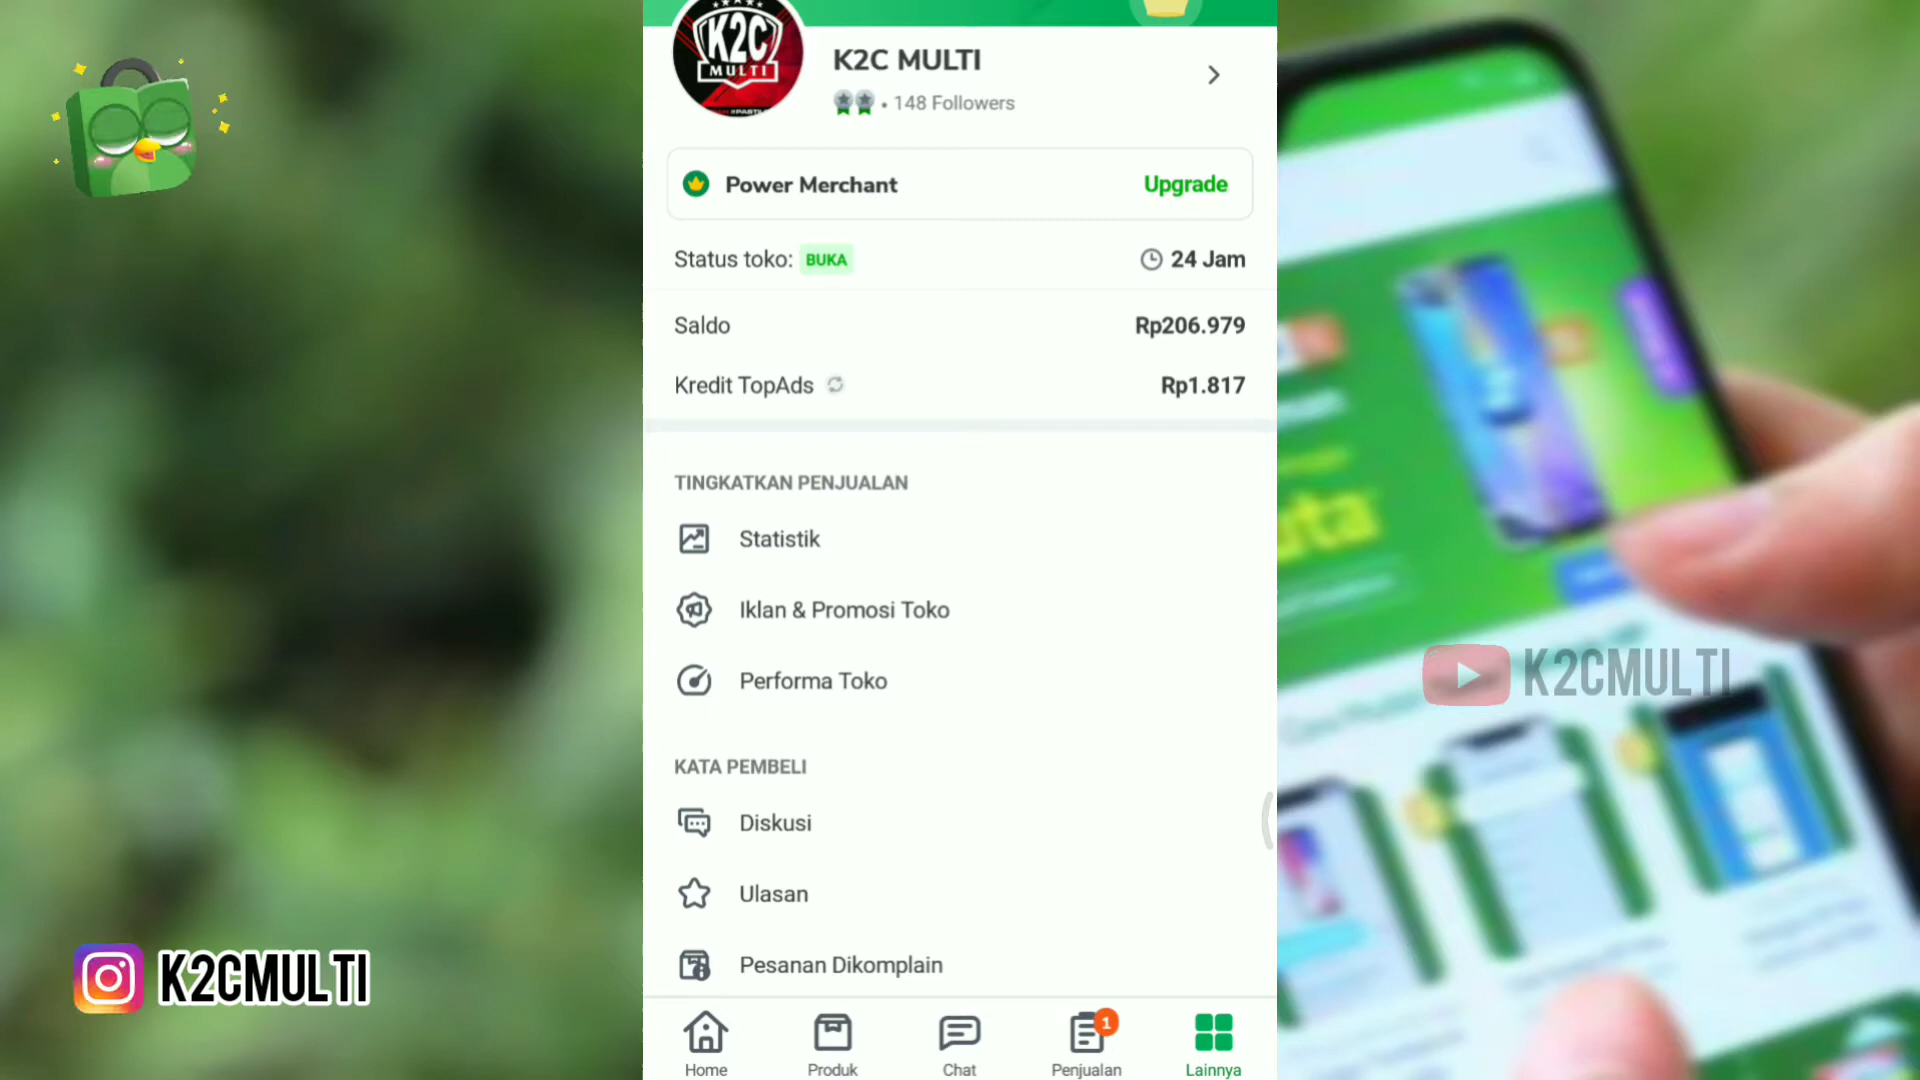 K2C
MULTI
K2C MULTI
• 148 Followers
Power Merchant
Upgrade
Status toko: BUKA
24 Jam
Saldo
Rp206.979
Kredit TopAds
Rp1.817
TINGKATKAN PENJUALAN
Statistik
Iklan & Promosi Toko
Performa Toko
KATA PEMBELI
Diskusi
Ulasan
Pesanan Dikomplain
Home
Produk
Chat
1
Penjualan
Lainnya
K2CMULTI
K2CMULTI
uta